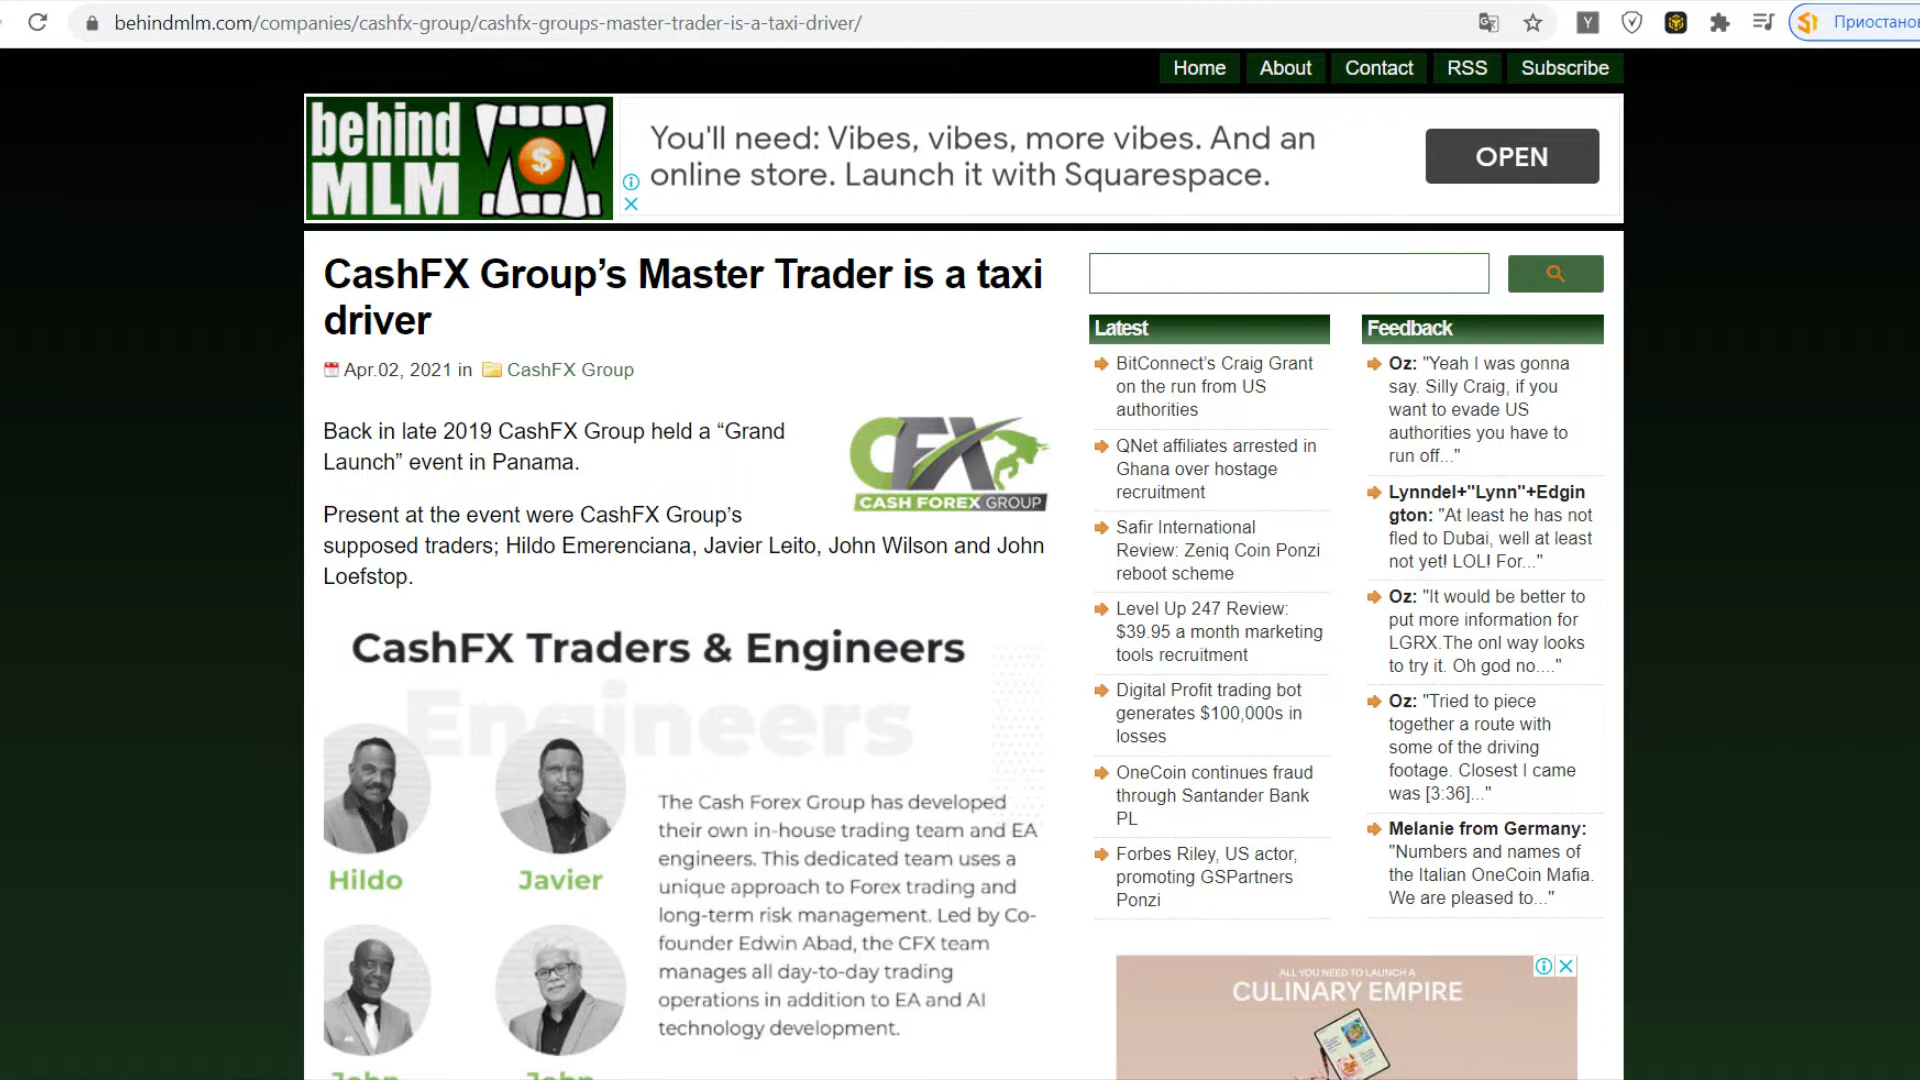 behindmlm.com/companies/cashfx-group/cashfx-groups-master-trader-is-a-taxi-driver/
Приостанов
Home About Contact RSS Subscribe
behind
MLM
$
You'll need: Vibes, vibes, more vibes. And an
online store. Launch it with Squarespace.
OPEN
CashFX Group’s Master Trader is a taxi
driver
Apr.02, 2021 in CashFX Group
Back in late 2019 CashFX Group held a “Grand
Launch” event in Panama.
CFX
CASH FOREX GROUP
Present at the event were CashFX Group’s
supposed traders; Hildo Emerenciana, Javier Leito, John Wilson and John
Loefstop.
CashFX Traders & Engineers
Engineers
Hildo
Javier
John
John
The Cash Forex Group has developed
their own in-house trading team and EA
engineers. This dedicated team uses a
unique approach to Forex trading and
long-term risk management. Led by Co-
founder Edwin Abad, the CFX team
manages all day-to-day trading
operations in addition to EA and AI
technology development.
Latest
BitConnect’s Craig Grant
on the run from US
authorities
QNet affiliates arrested in
Ghana over hostage
recruitment
Safir International
Review: Zeniq Coin Ponzi
reboot scheme
Level Up 247 Review:
$39.95 a month marketing
tools recruitment
Digital Profit trading bot
generates $100,000s in
losses
OneCoin continues fraud
through Santander Bank
PL
Forbes Riley, US actor,
promoting GSPartners
Ponzi
Feedback
Oz: "Yeah I was gonna
say. Silly Craig, if you
want to evade US
authorities you have to
run off..."
Lynndel+"Lynn"+Edgin
gton: "At least he has not
fled to Dubai, well at least
not yet! LOL! For..."
Oz: "It would be better to
put more information for
LGRX.The onl way looks
to try it. Oh god no...."
Oz: "Tried to piece
together a route with
some of the driving
footage. Closest I came
was [3:36]..."
Melanie from Germany:
"Numbers and names of
the Italian OneCoin Mafia.
We are pleased to..."
ALL YOU NEED TO LAUNCH A
CULINARY EMPIRE